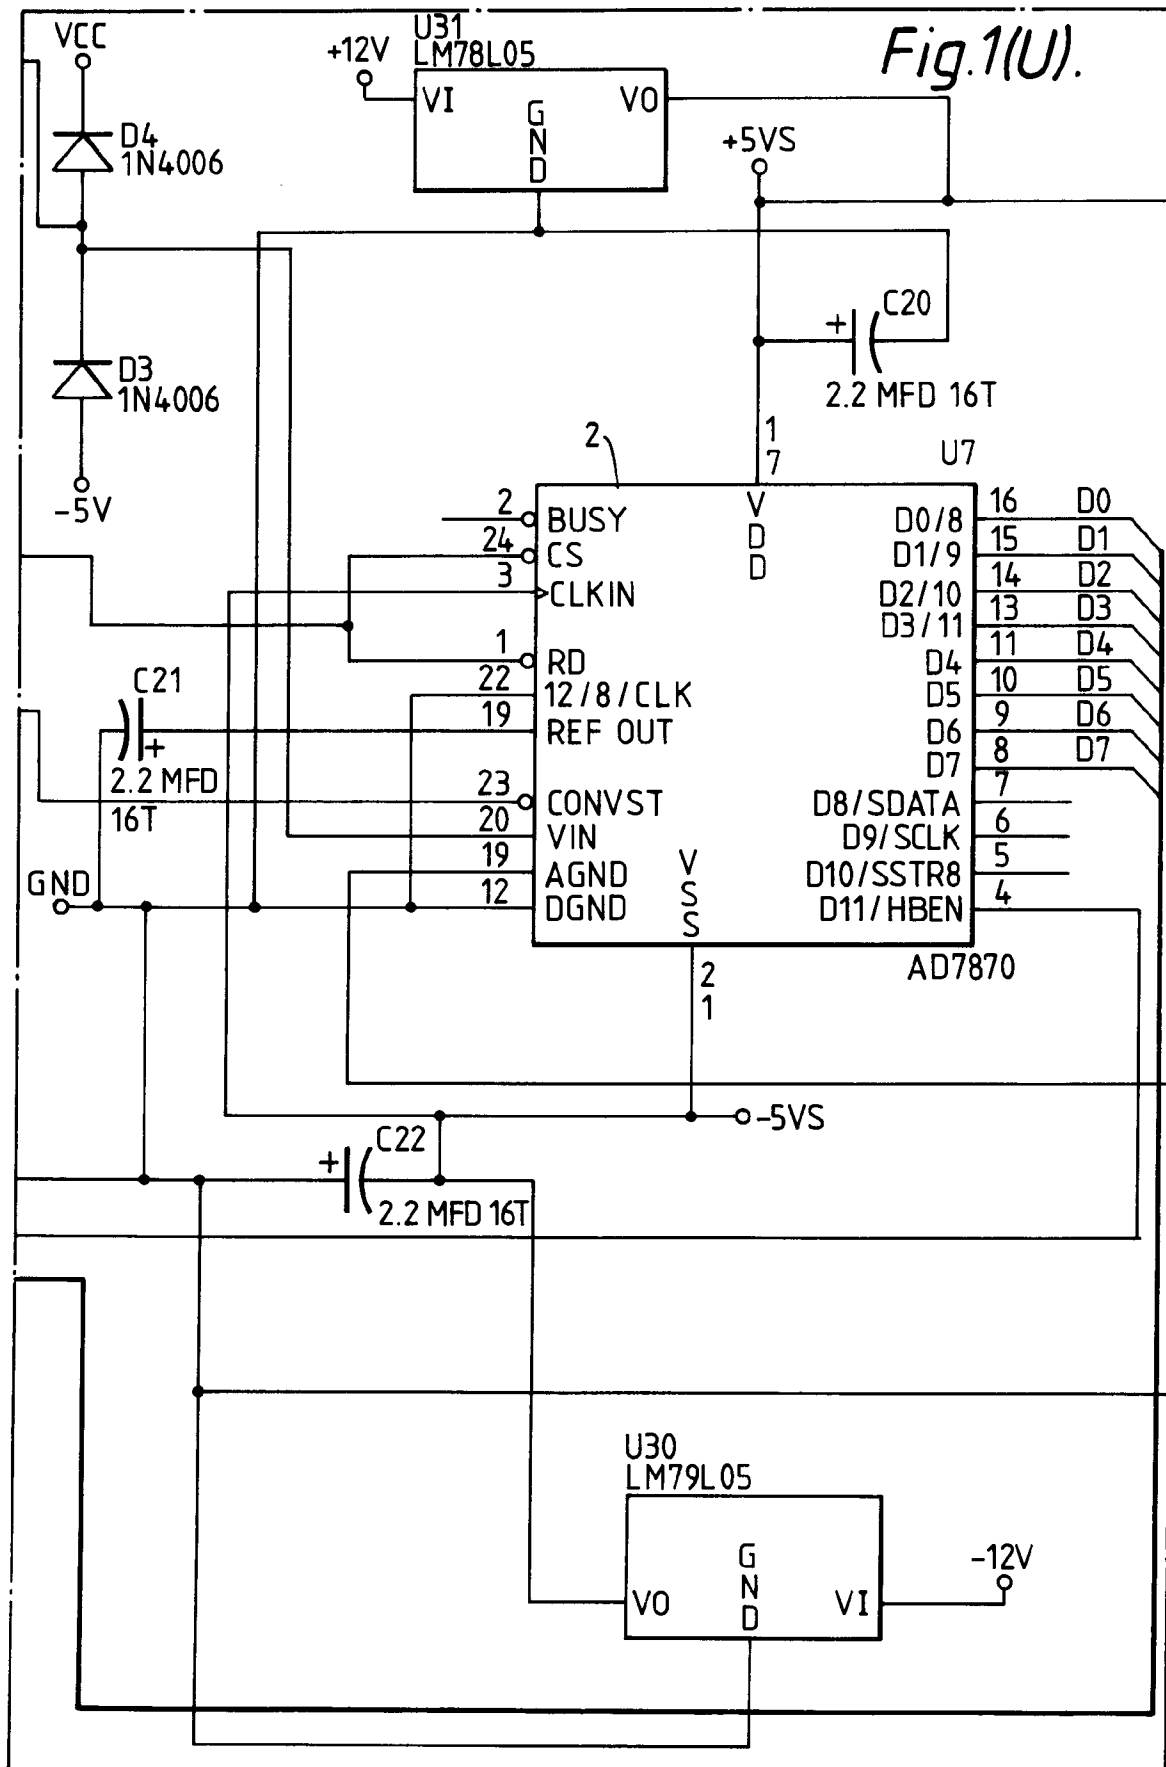 Fig.1(U).
VCC
D4
1N4006
D3
1N4006
-5V
+12V
U31
LM78L05
VI
GND
VO
+5VS
+
C20
2.2 MFD 16T
1
7
2
U7
VDD
2
BUSY
24
CS
3
CLKIN
1
RD
22
12/8/CLK
19
REF OUT
23
CONVST
20
VIN
19
AGND
12
DGND
D0/8
16
D0
D1/9
15
D1
D2/10
14
D2
D3/11
13
D3
D4
11
D4
D5
10
D5
D6
9
D6
D7
8
D7
D8/SDATA
7
D9/SCLK
6
D10/SSTR8
5
D11/HBEN
4
VSS
AD7870
2
1
C21
+
2.2 MFD
16T
GND
-5VS
+
C22
2.2 MFD 16T
U30
LM79L05
VO
GND
VI
-12V